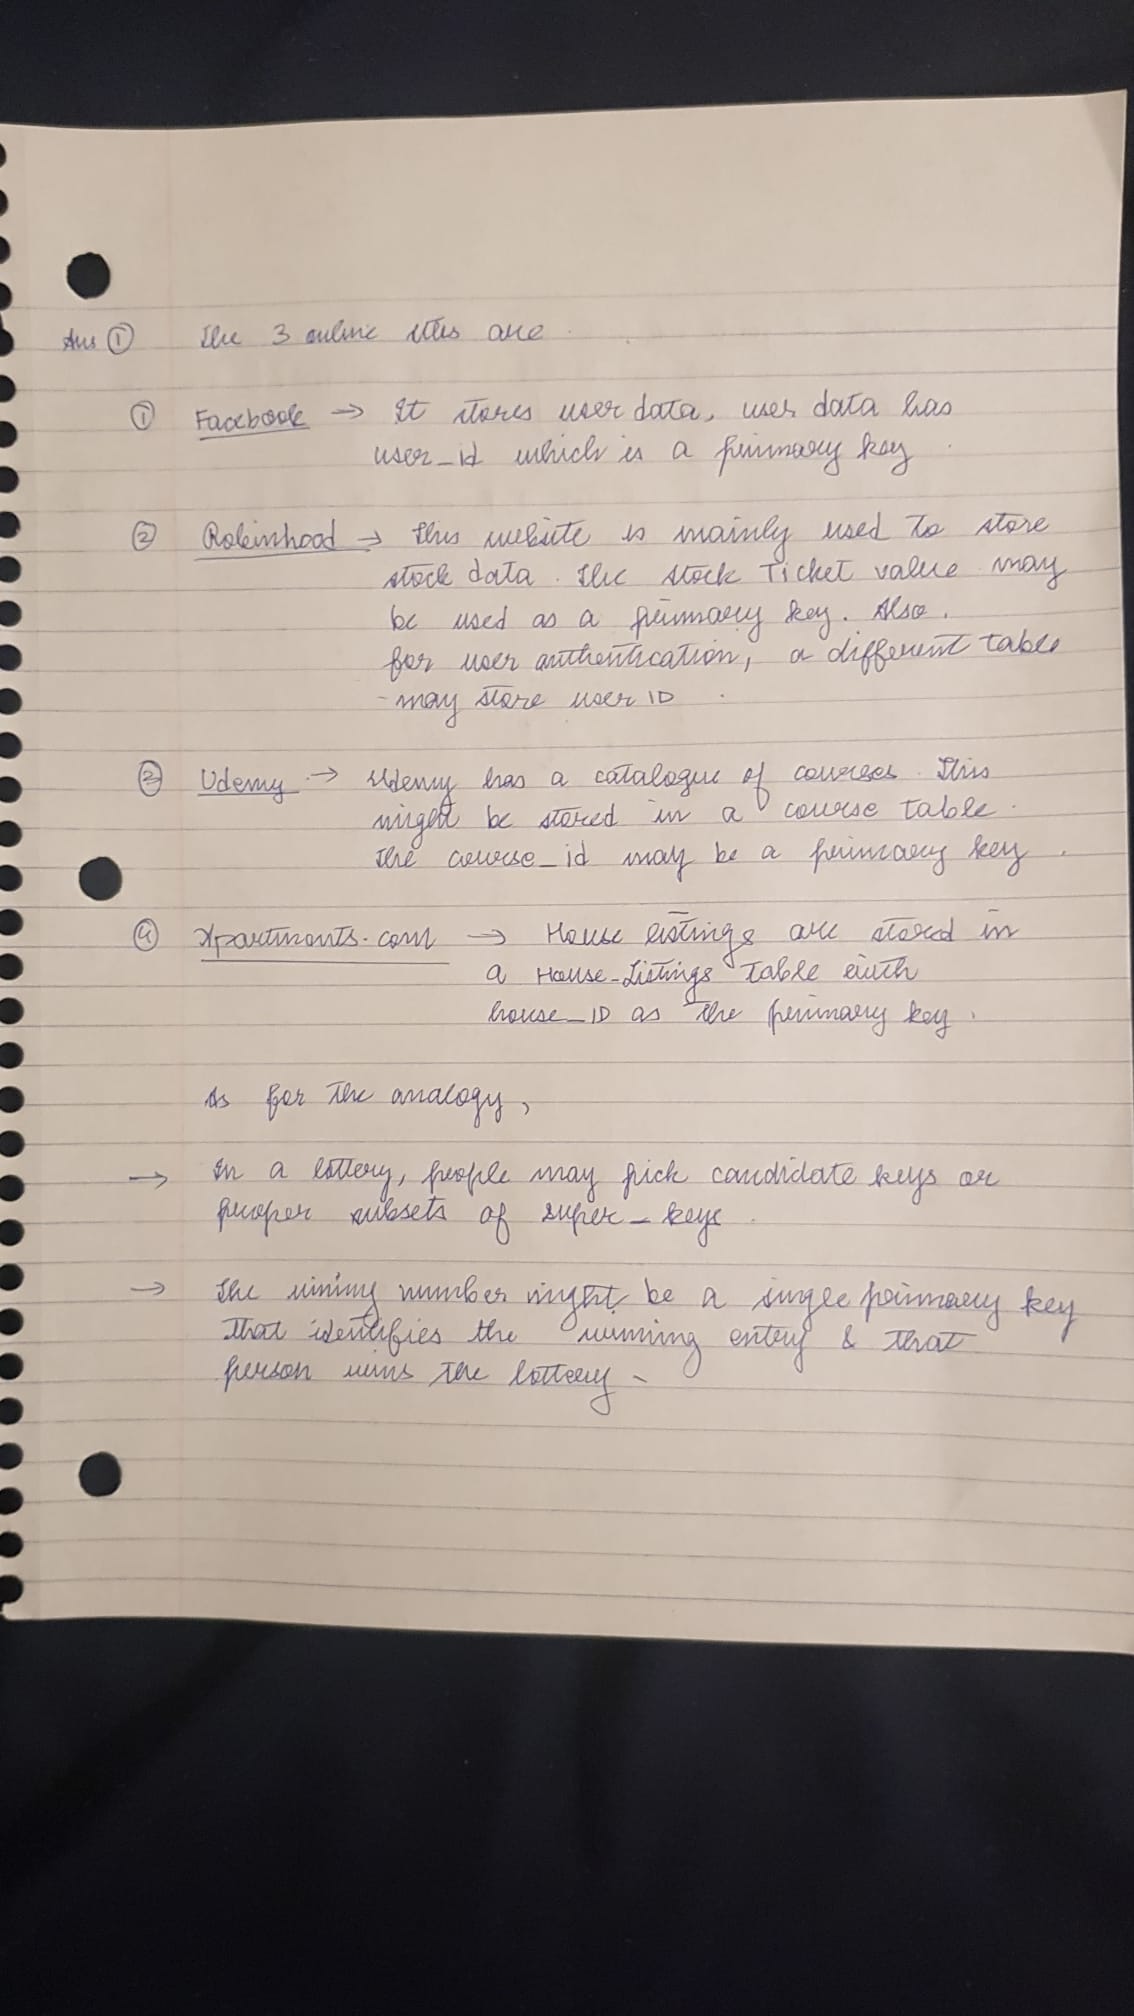 Ans ① The 3 online sites are.
① Facebook → It stores user data, user data has
user_id which is a primary key.
② Robinhood → This website is mainly used to store
stock data. The stock Ticket value may
be used as a primary key. Also,
for user authentication, a different table
may store user ID.
③ Udemy → Udemy has a catalogue of courses. This
might be stored in a course table.
The course_id may be a primary key.
④ Apartments.com → House listings are stored in
a House_Listings Table with
house_ID as the primary key.
As for the analogy,
→ In a lottery, people may pick candidate keys or
proper subsets of super_keys.
→ The wining number might be a single primary key
that identifies the winning entry & that
person wins the lottery.